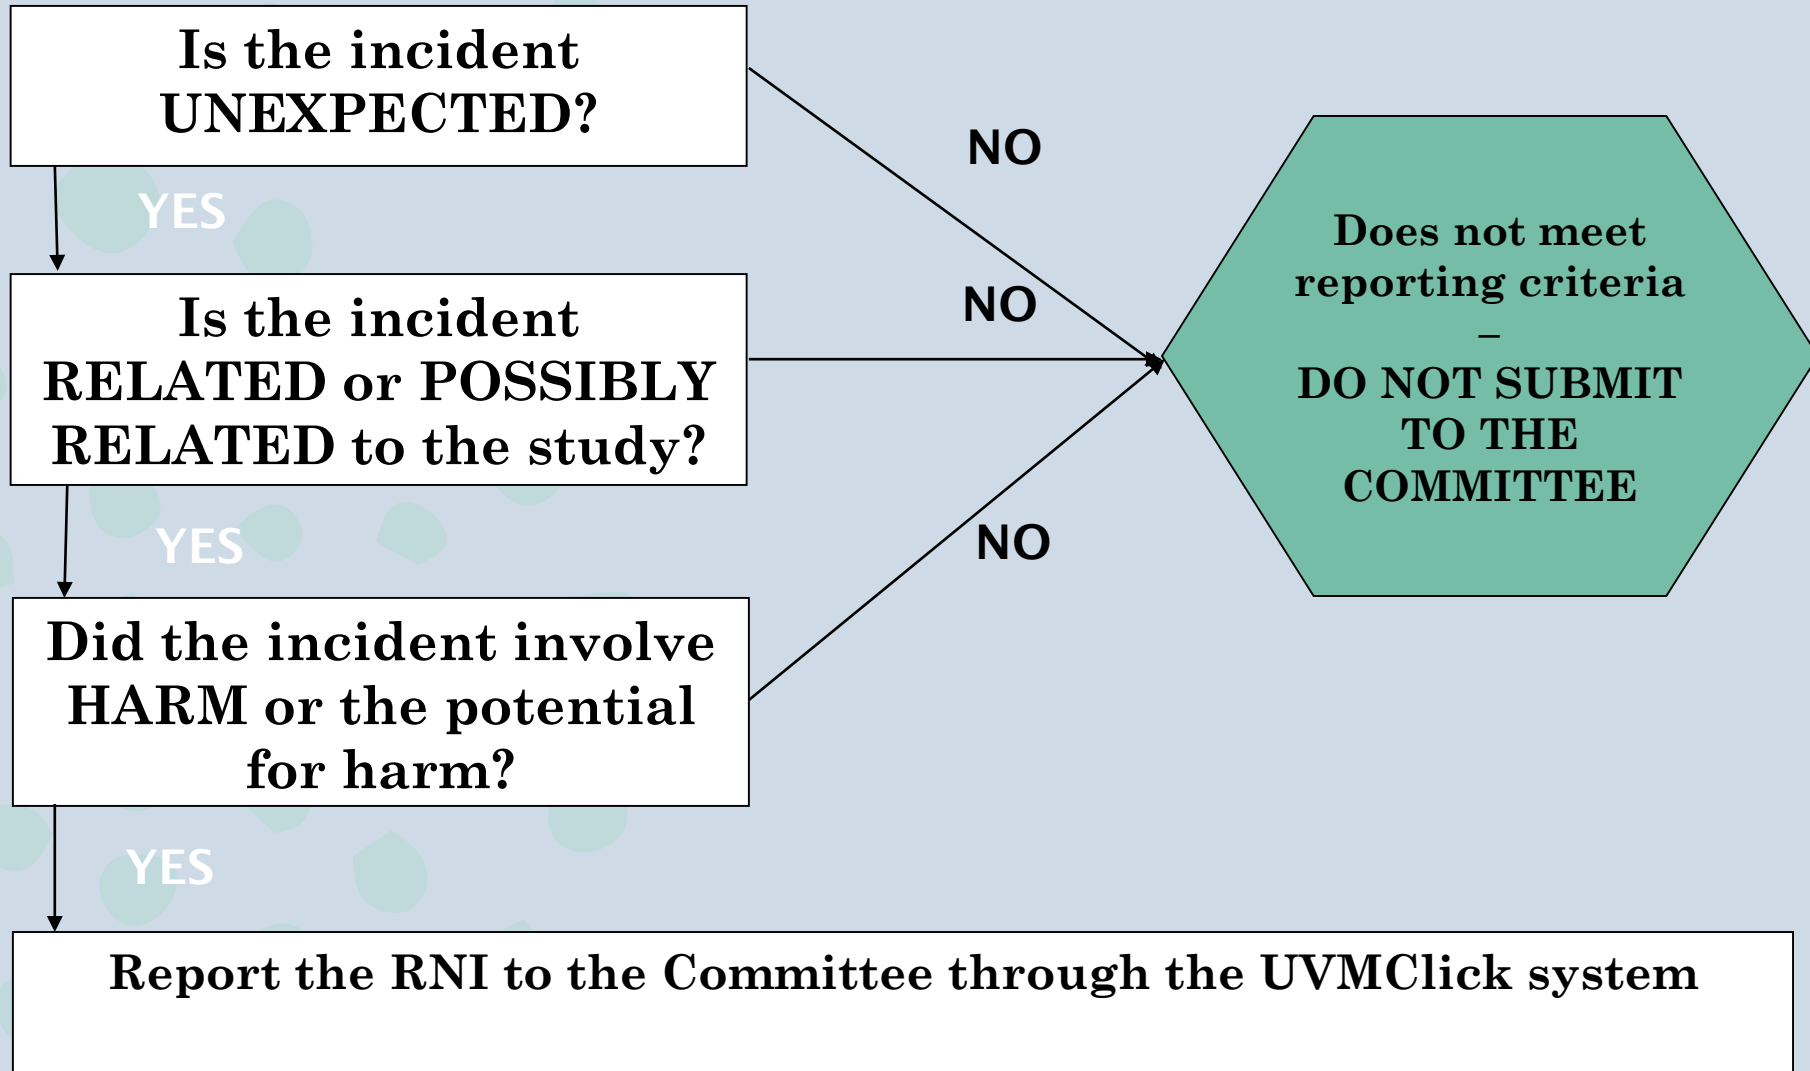 Is the incident
UNEXPECTED?
NO
YES
Is the incident
RELATED or POSSIBLY
RELATED to the study?
NO
Does not meet
reporting criteria
–
DO NOT SUBMIT
TO THE
COMMITTEE
YES
Did the incident involve
HARM or the potential
for harm?
NO
YES
Report the RNI to the Committee through the UVMClick system